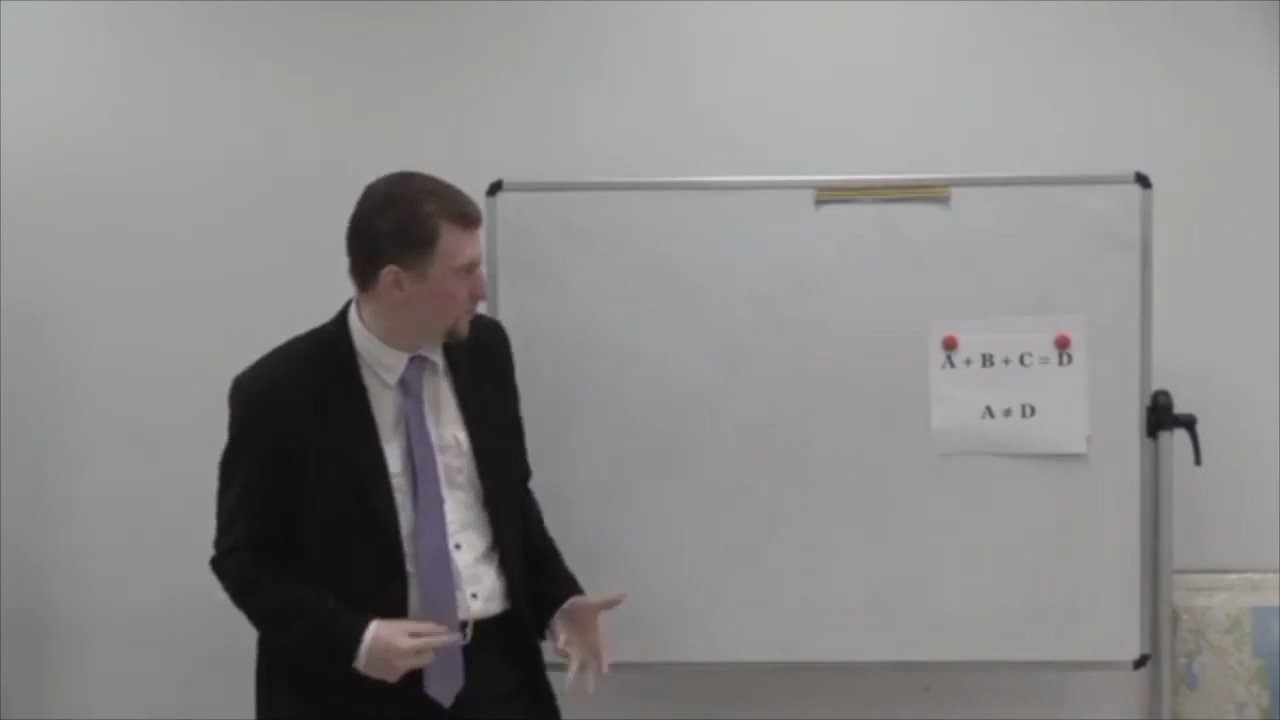 A + B + C = D
A ≠ D